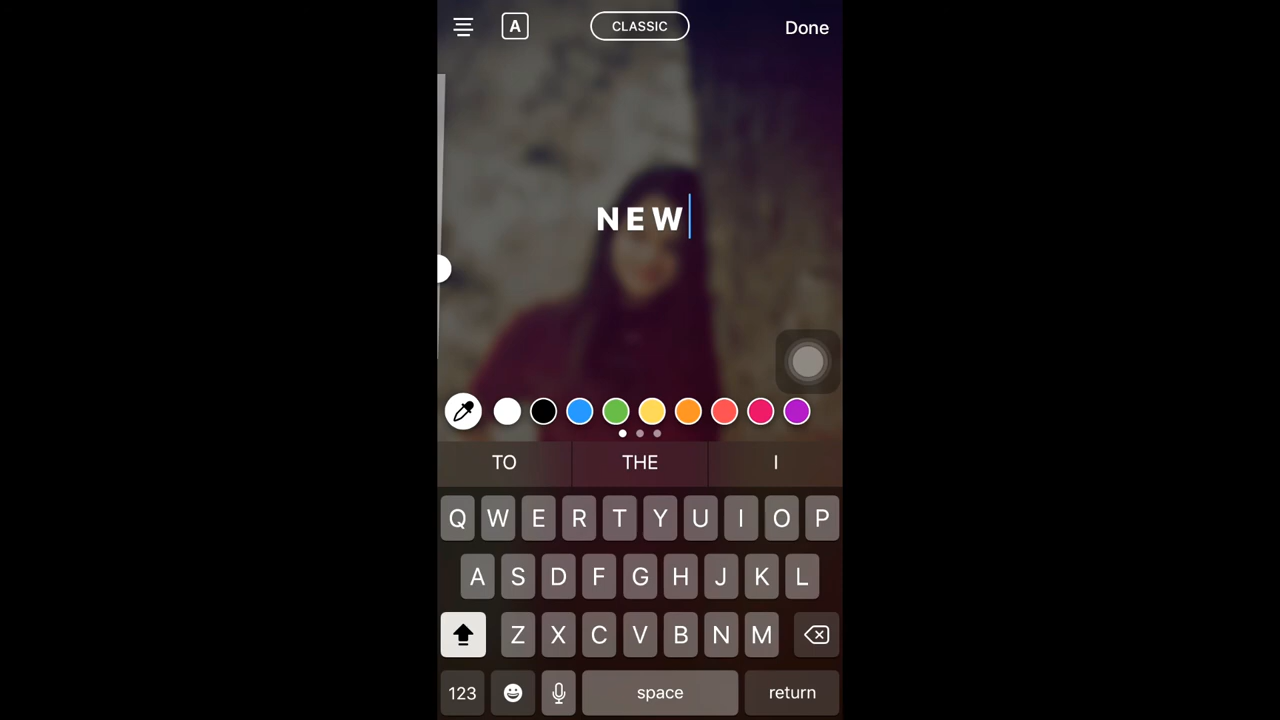 A CLASSIC Done
NEW
TO THE I
Q W E R T Y U I O P
A S D F G H J K L
Z X C V B N M
123 space return